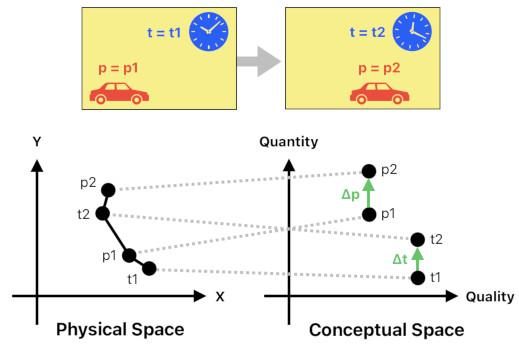 t = t1
p = p1
t = t2
p = p2
Y
p2
t2
p1
t1
X
Physical Space
Quantity
p2
Δp
p1
t2
Δt
t1
Quality
Conceptual Space